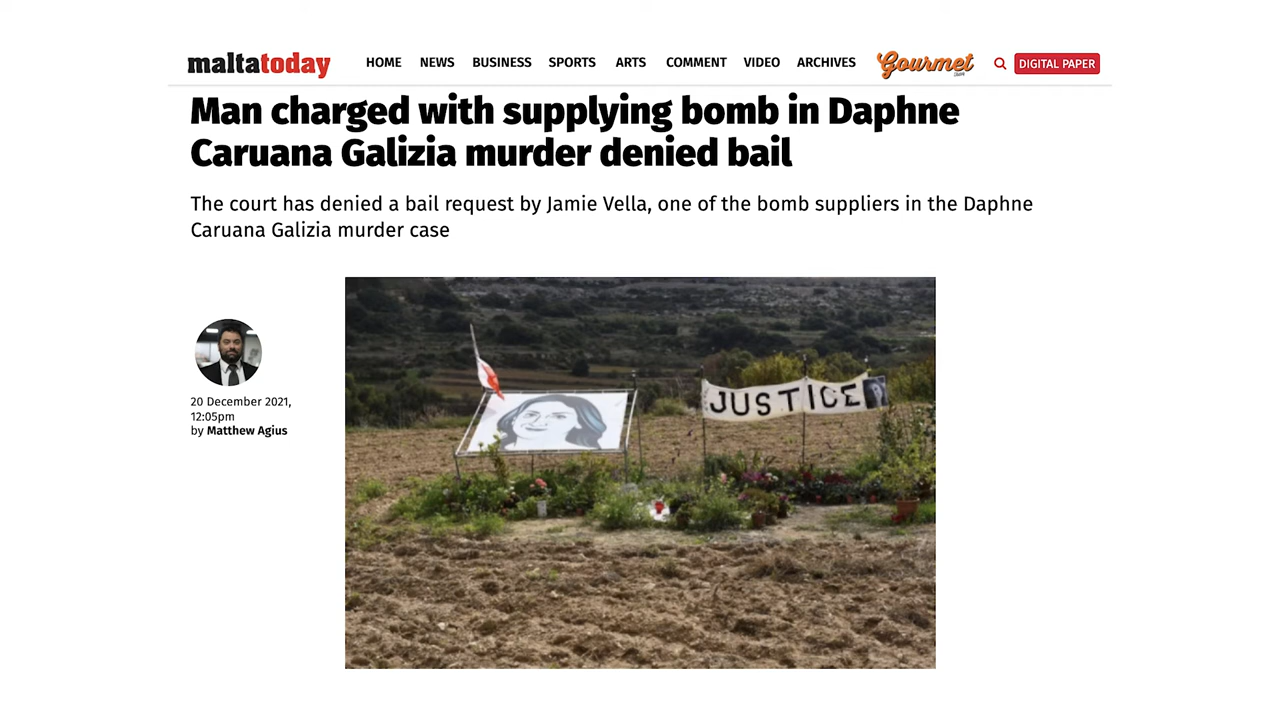 maltatoday
HOME NEWS BUSINESS SPORTS ARTS COMMENT VIDEO ARCHIVES Gourmet DIGITAL PAPER
Man charged with supplying bomb in Daphne
Caruana Galizia murder denied bail
The court has denied a bail request by Jamie Vella, one of the bomb suppliers in the Daphne
Caruana Galizia murder case
JUSTICE
20 December 2021,
12:05pm
by Matthew Agius